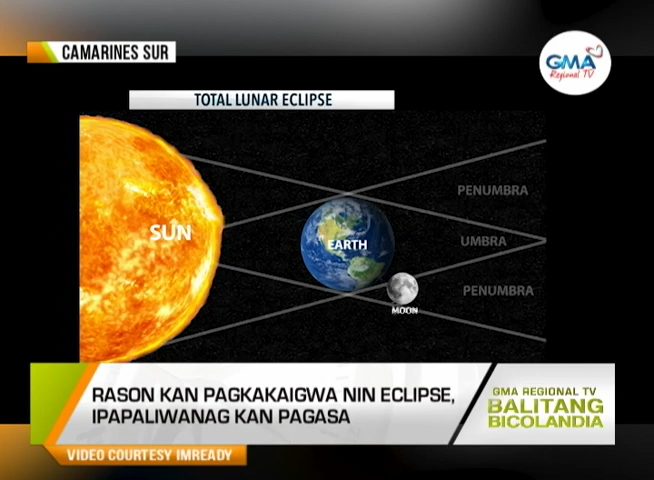 CAMARINES SUR
GMA
Regional TV
TOTAL LUNAR ECLIPSE
PENUMBRA
SUN
EARTH
UMBRA
PENUMBRA
MOON
RASON KAN PAGKAKAIGWA NIN ECLIPSE,
IPAPALIWANAG KAN PAGASA
GMA REGIONAL TV
BALITANG
BICOLANDIA
VIDEO COURTESY IMREADY